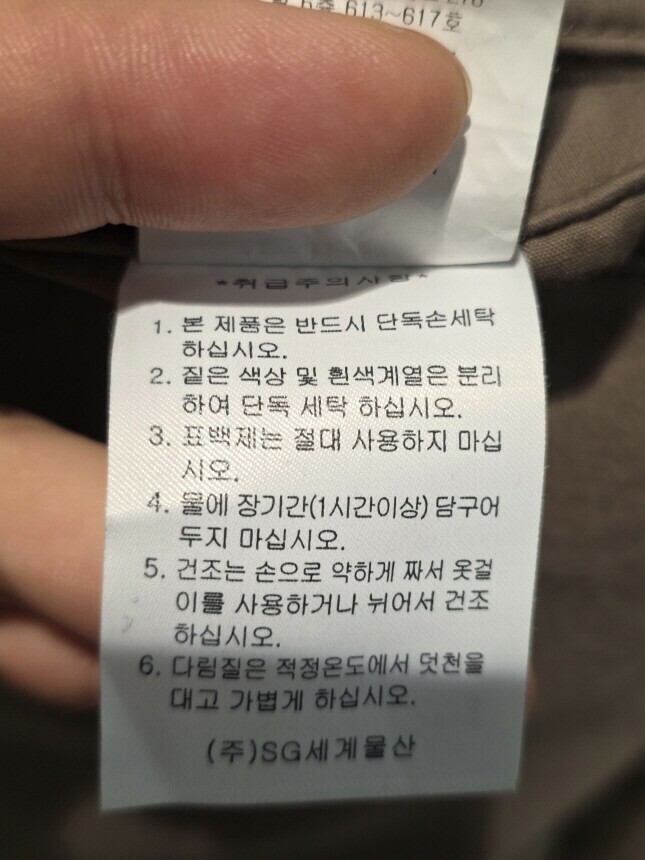 6층 613~617호
*취급주의사항*
1. 본 제품은 반드시 단독손세탁
하십시오.
2. 짙은 색상 및 흰색계열은 분리
하여 단독 세탁 하십시오.
3. 표백제는 절대 사용하지 마십
시오.
4. 물에 장기간(1시간이상) 담구어
두지 마십시오.
5. 건조는 손으로 약하게 짜서 옷걸
이를 사용하거나 뉘어서 건조
하십시오.
6. 다림질은 적정온도에서 덧천을
대고 가볍게 하십시오.
(주)SG세계물산